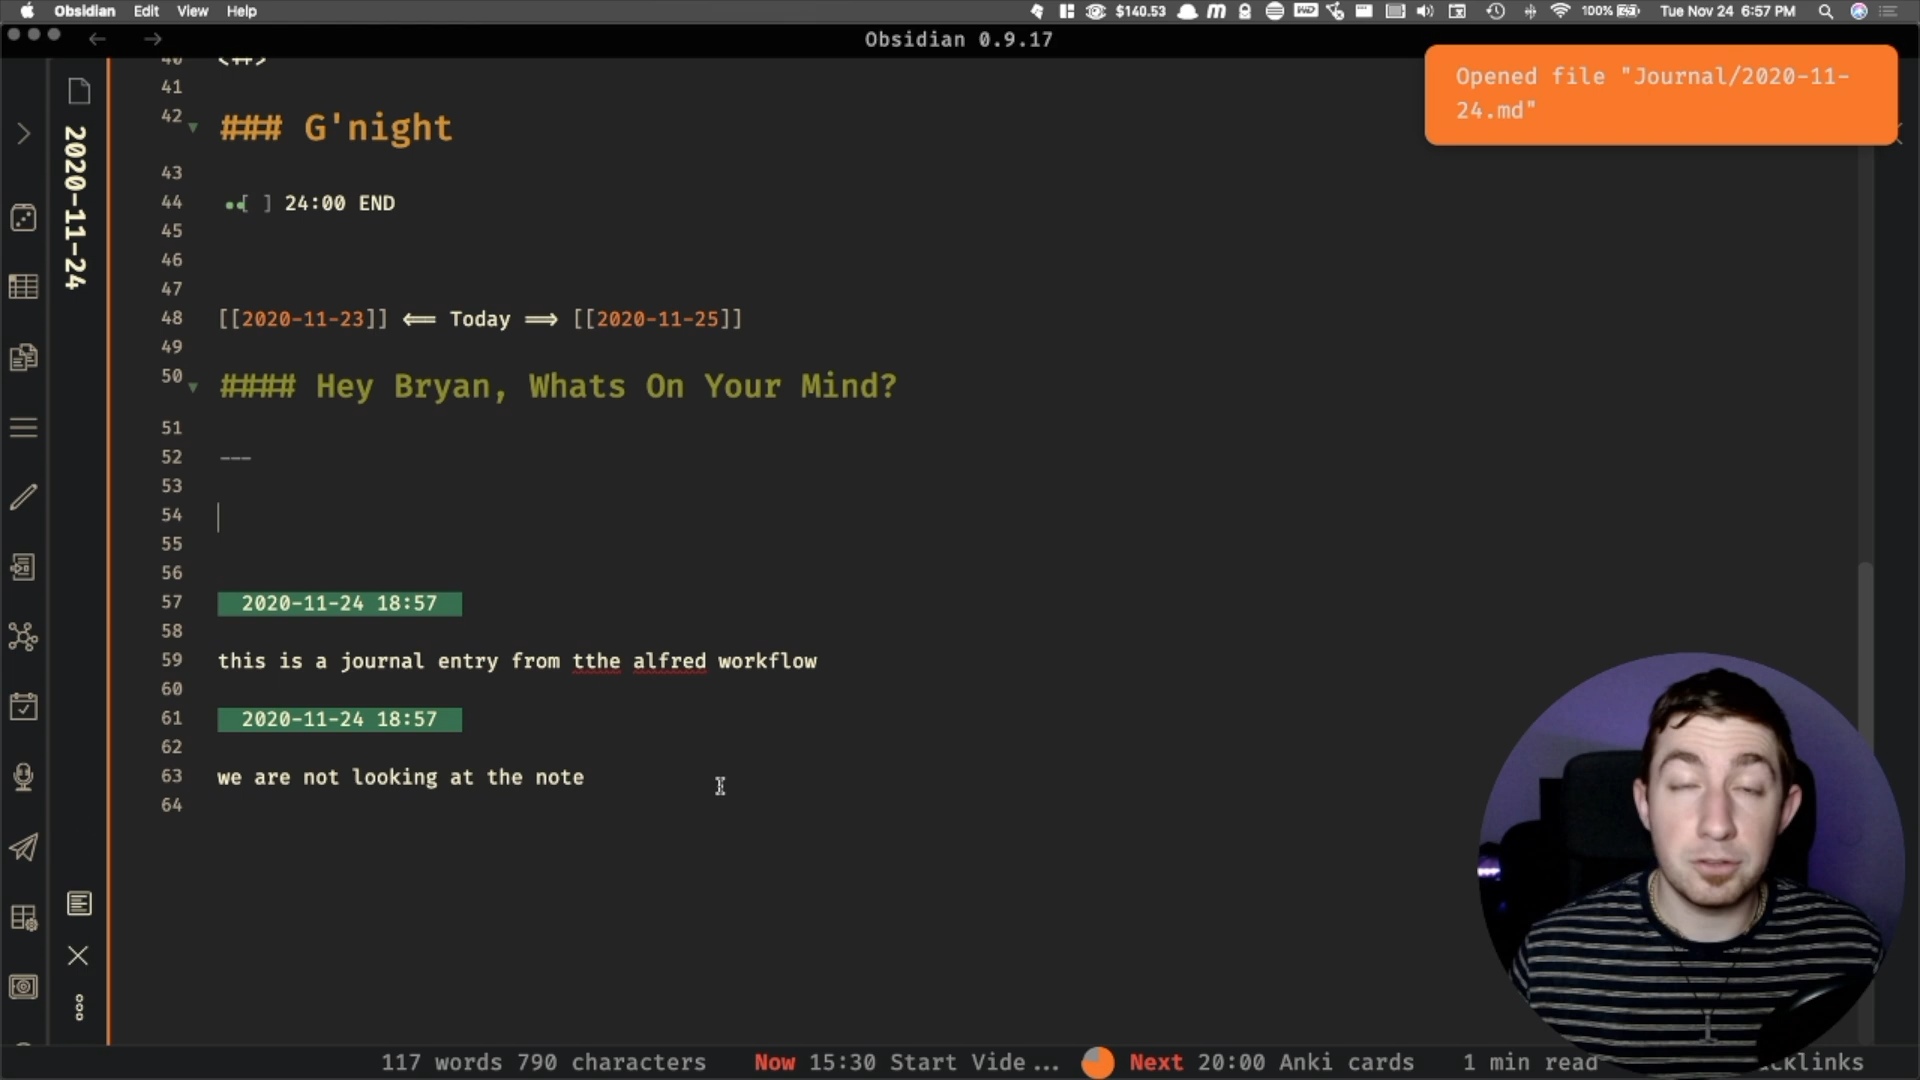 Obsidian Edit View Help $140.53 100% Tue Nov 24 6:57 PM
Obsidian 0.9.17
Opened file "Journal/2020-11-
24.md"
2020-11-24
40 <++>
41
42 ### G'night
43
44 [ ] 24:00 END
45
46
47
48 [[2020-11-23]] <== Today ==> [[2020-11-25]]
49
50 #### Hey Bryan, Whats On Your Mind?
51
52 ---
53
54
55
56
57 2020-11-24 18:57
58
59 this is a journal entry from tthe alfred workflow
60
61 2020-11-24 18:57
62
63 we are not looking at the note
64
117 words 790 characters Now 15:30 Start Vide ... Next 20:00 Anki cards 1 min read